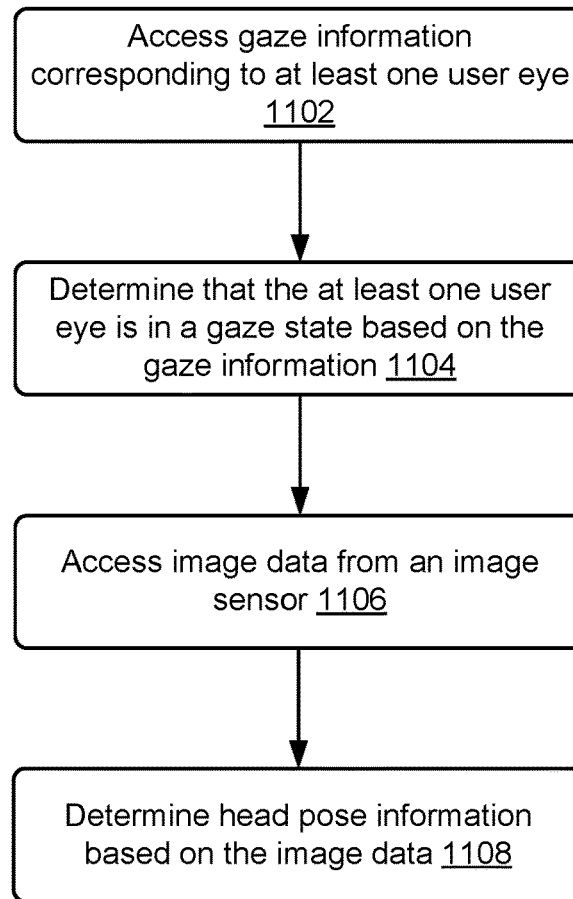 Access gaze information
corresponding to at least one user eye
1102
Determine that the at least one user
eye is in a gaze state based on the
gaze information 1104
Access image data from an image
sensor 1106
Determine head pose information
based on the image data 1108